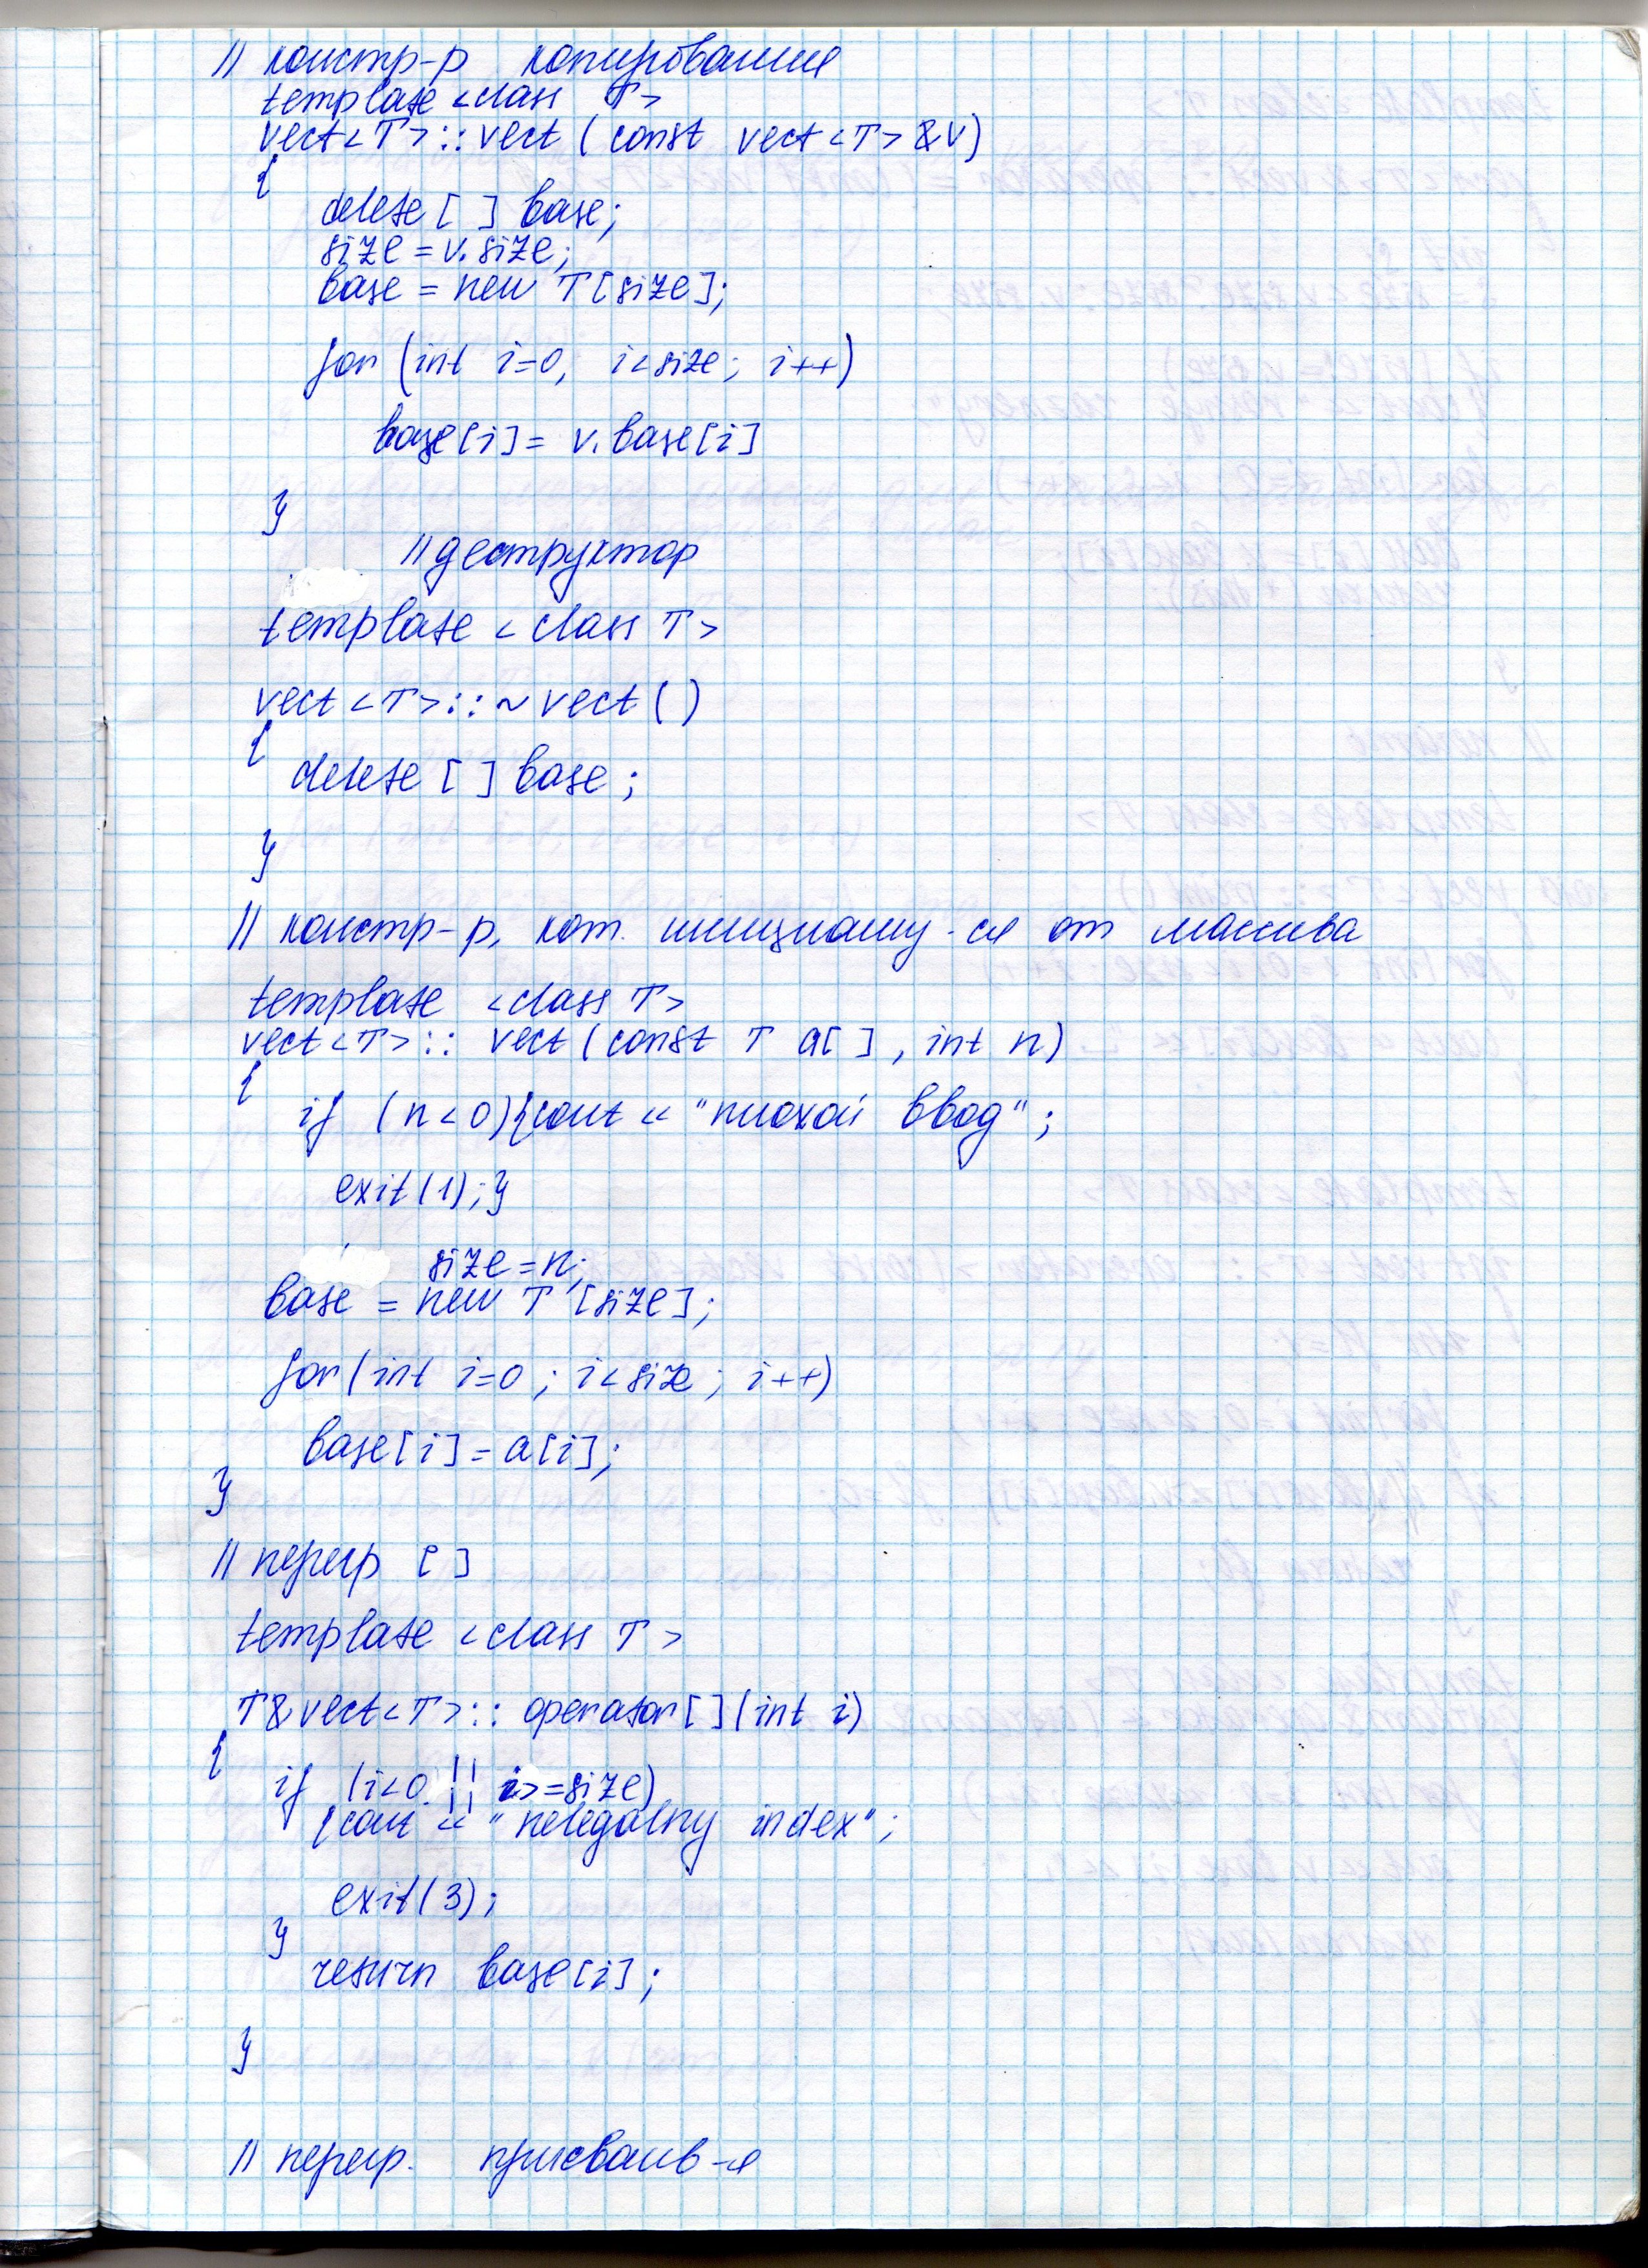 // констр-р копирования
template <class T>
vect<T>::vect (const vect<T> &v)
{
delete [ ] base;
size = v.size;
base = new T[size];
for (int i=0, i<size; i++)
base[i] = v.base[i]
}
// деструктор
template < class T>
vect <T>::~vect ( )
{
delete [ ] base ;
}
// констр-р, кот. инициализ-ся от массива
template <class T>
vect<T>:: vect (const T a[ ] , int n)
{
if (n<0){cout << "плохой ввод" ;
exit(1);}
size=n;
base = new T [size];
for (int i=0 ; i<size ; i++)
base[i] = a[i];
}
// перегр [ ]
template <class T>
T& vect<T>:: operator[ ] (int i)
{
if (i<0 || i>=size)
{cout << "nelegalny index" ;
exit(3);
}
return base[i] ;
}
// перегр. присваив-я